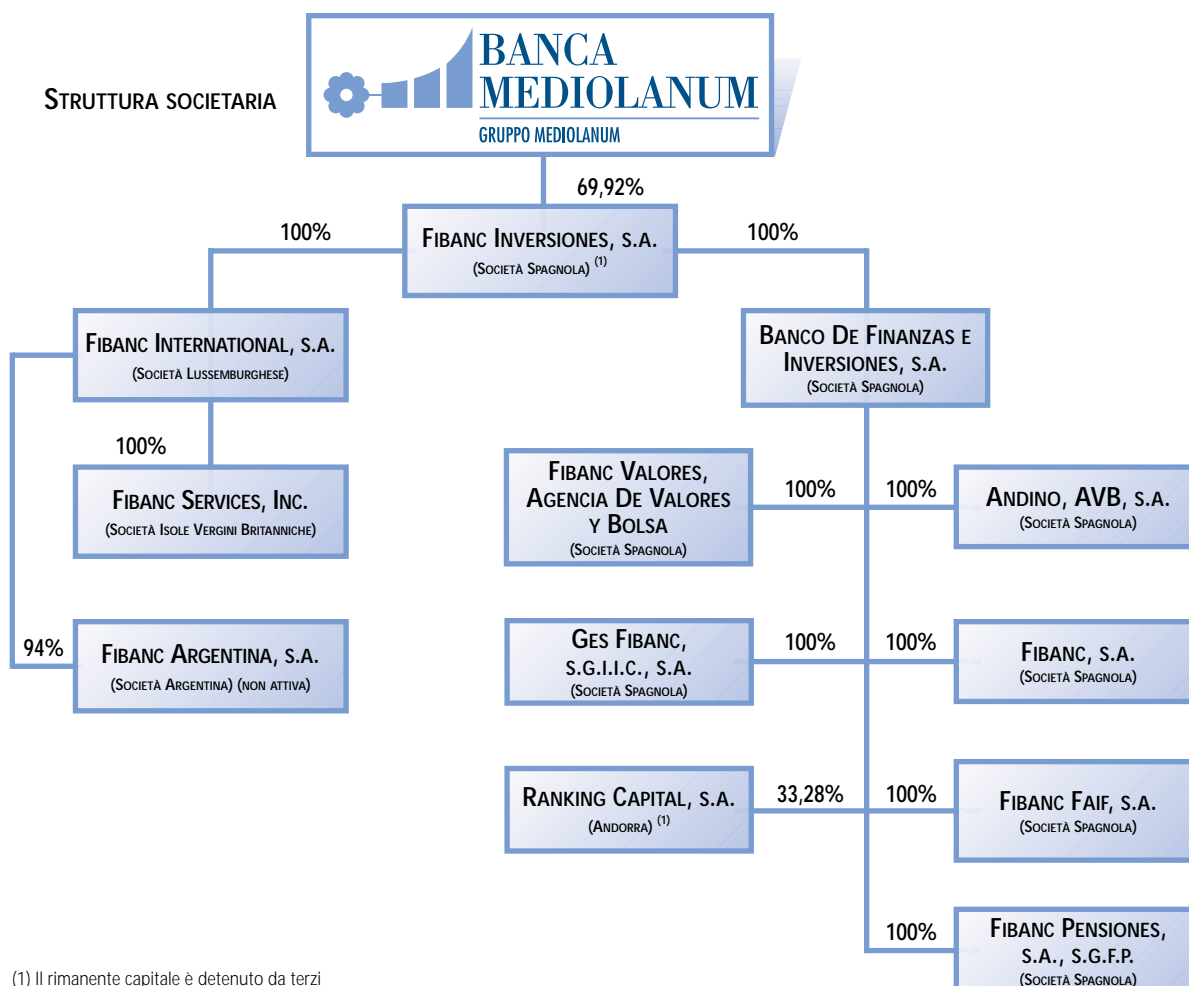 STRUTTURA SOCIETARIA
BANCA
MEDIOLANUM
GRUPPO MEDIOLANUM
69,92%
FIBANC INVERSIONES, S.A.
(SOCIETÀ SPAGNOLA) (1)
100%
100%
FIBANC INTERNATIONAL, S.A.
(SOCIETÀ LUSSEMBURGHESE)
100%
FIBANC SERVICES, INC.
(SOCIETÀ ISOLE VERGINI BRITANNICHE)
94%
FIBANC ARGENTINA, S.A.
(SOCIETÀ ARGENTINA) (NON ATTIVA)
BANCO DE FINANZAS E
INVERSIONES, S.A.
(SOCIETÀ SPAGNOLA)
FIBANC VALORES,
AGENCIA DE VALORES
Y BOLSA
(SOCIETÀ SPAGNOLA)
100%
100%
ANDINO, AVB, S.A.
(SOCIETÀ SPAGNOLA)
GES FIBANC,
S.G.I.I.C., S.A.
(SOCIETÀ SPAGNOLA)
100%
100%
FIBANC, S.A.
(SOCIETÀ SPAGNOLA)
RANKING CAPITAL, S.A.
(ANDORRA) (1)
33,28%
100%
FIBANC FAIF, S.A.
(SOCIETÀ SPAGNOLA)
100%
FIBANC PENSIONES,
S.A., S.G.F.P.
(SOCIETÀ SPAGNOLA)
(1) Il rimanente capitale è detenuto da terzi